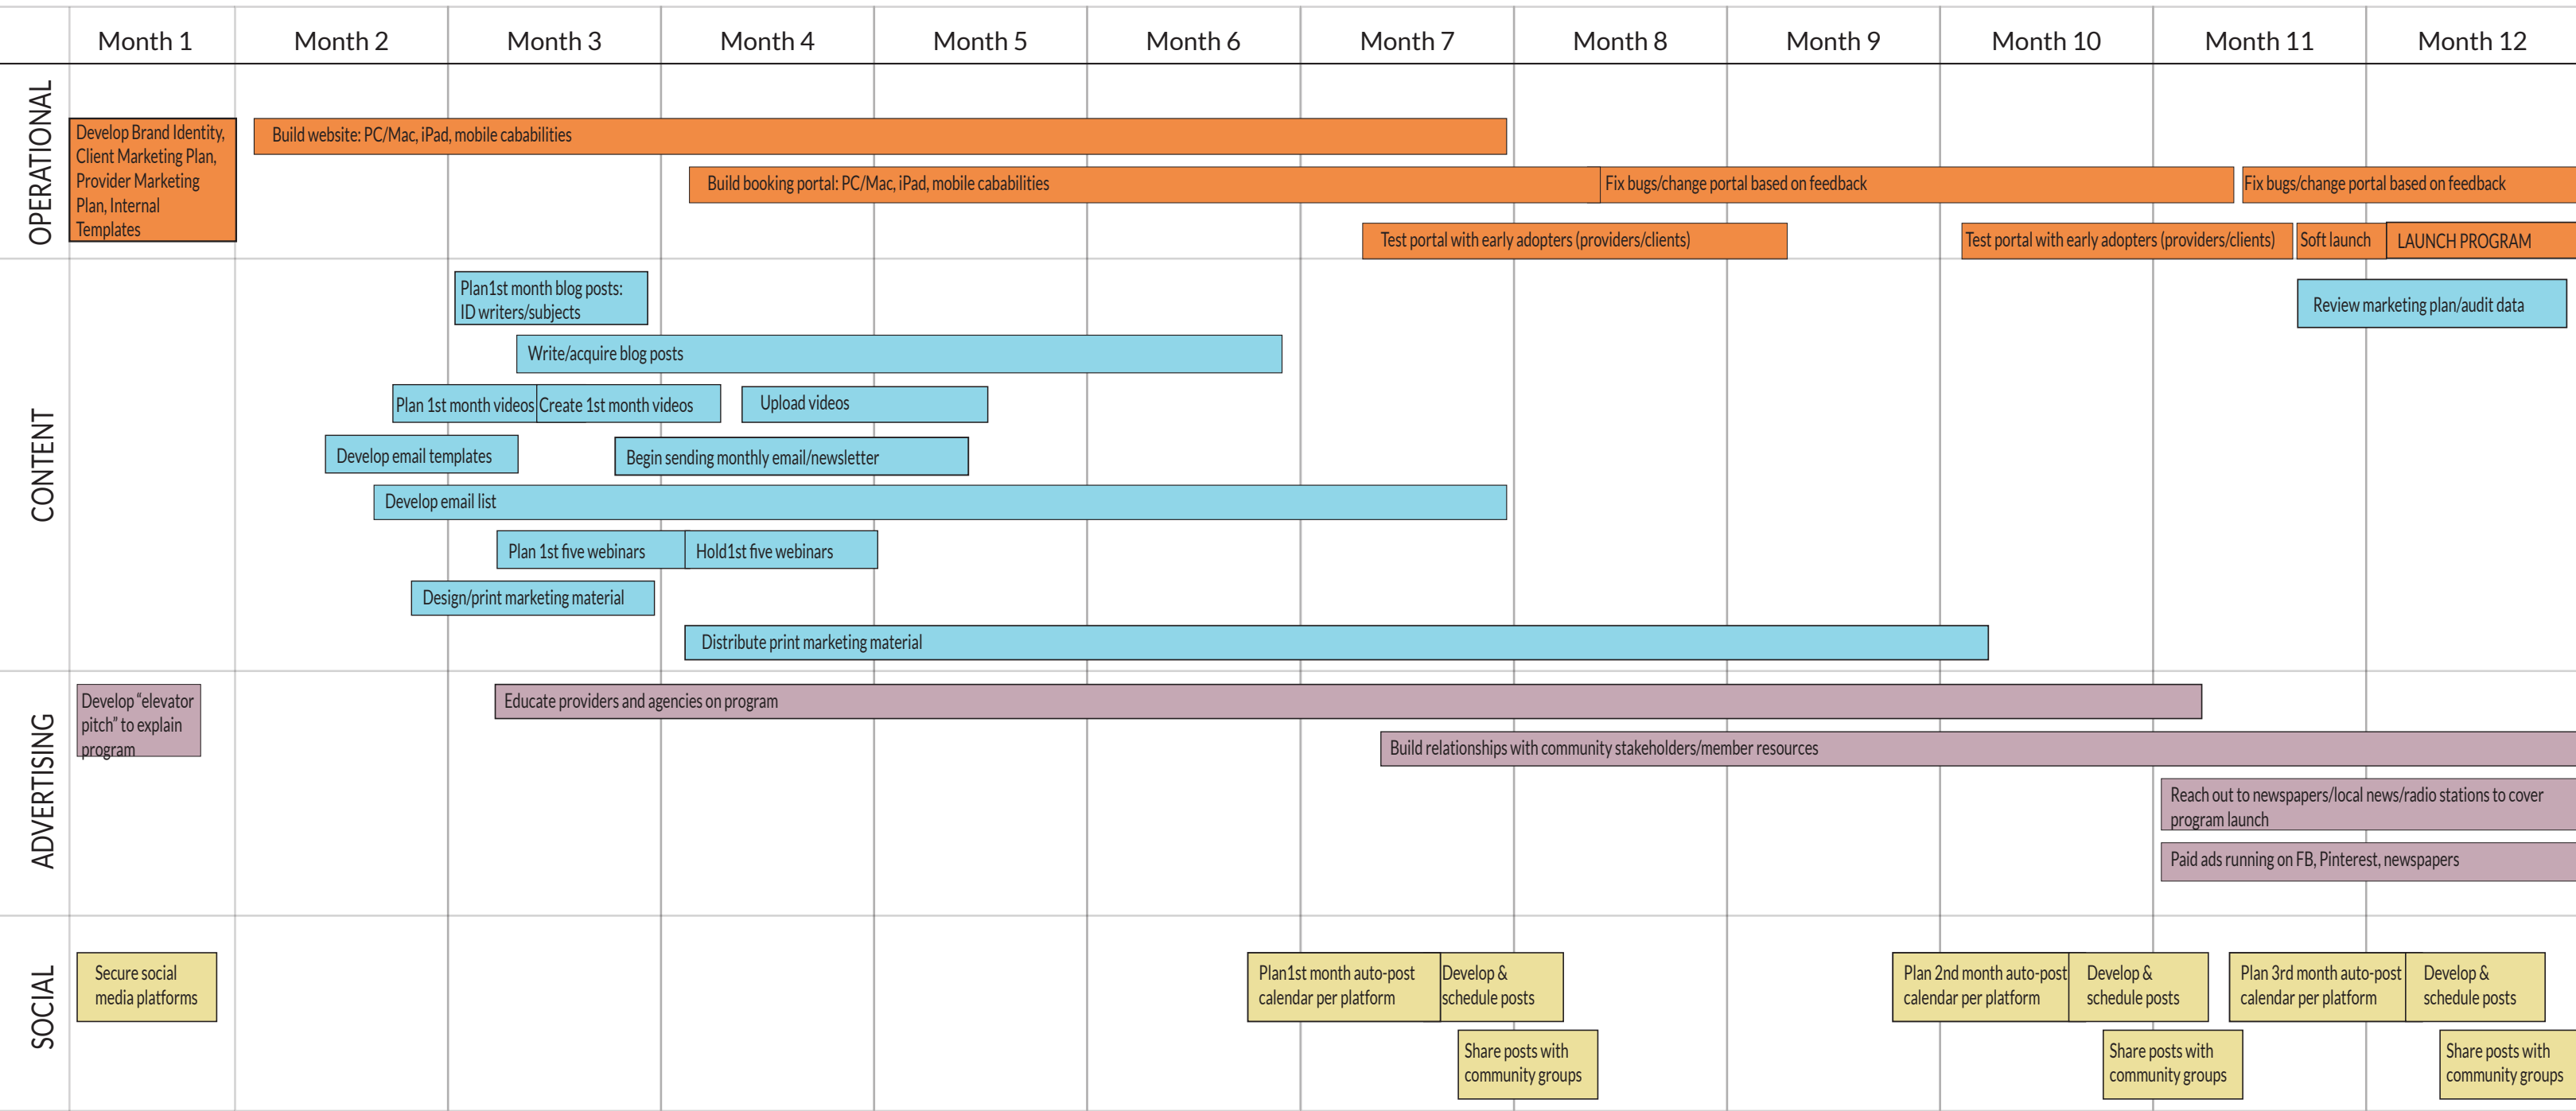 Month 1
Month 2
Month 3
Month 4
Month 5
Month 6
Month 7
Month 8
Month 9
Month 10
Month 11
Month 12
OPERATIONAL
Develop Brand Identity,
Client Marketing Plan,
Provider Marketing
Plan, Internal
Templates
Build website: PC/Mac, iPad, mobile cababilities
Build booking portal: PC/Mac, iPad, mobile cababilities
Fix bugs/change portal based on feedback
Fix bugs/change portal based on feedback
Test portal with early adopters (providers/clients)
Test portal with early adopters (providers/clients)
Soft launch
LAUNCH PROGRAM
CONTENT
Plan1st month blog posts:
ID writers/subjects
Review marketing plan/audit data
Write/acquire blog posts
Plan 1st month videos
Create 1st month videos
Upload videos
Develop email templates
Begin sending monthly email/newsletter
Develop email list
Plan 1st five webinars
Hold1st five webinars
Design/print marketing material
Distribute print marketing material
ADVERTISING
Develop “elevator
pitch” to explain
program
Educate providers and agencies on program
Build relationships with community stakeholders/member resources
Reach out to newspapers/local news/radio stations to cover
program launch
Paid ads running on FB, Pinterest, newspapers
SOCIAL
Secure social
media platforms
Plan1st month auto-post
calendar per platform
Develop &
schedule posts
Share posts with
community groups
Plan 2nd month auto-post
calendar per platform
Develop &
schedule posts
Share posts with
community groups
Plan 3rd month auto-post
calendar per platform
Develop &
schedule posts
Share posts with
community groups